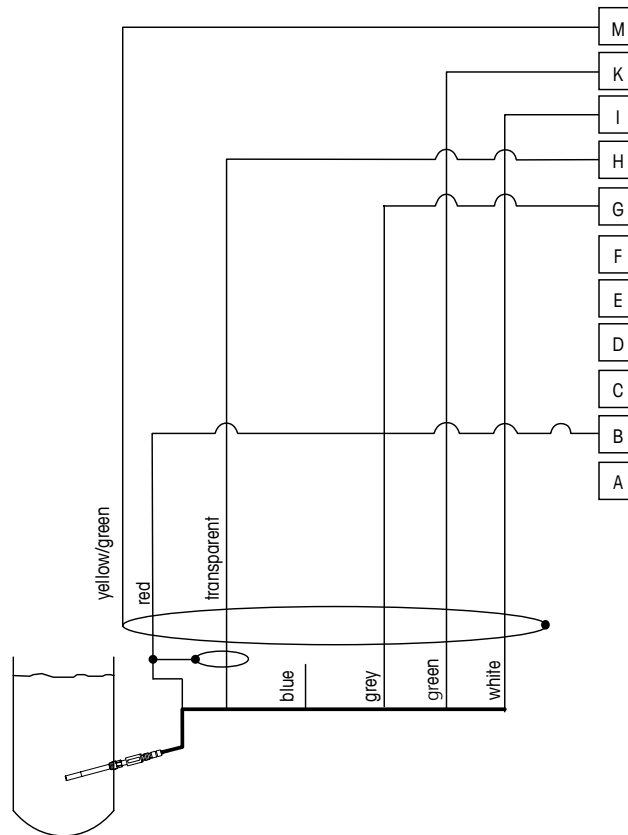 M
K
I
H
G
F
E
D
C
B
A
yellow/green
red
transparent
blue
grey
green
white